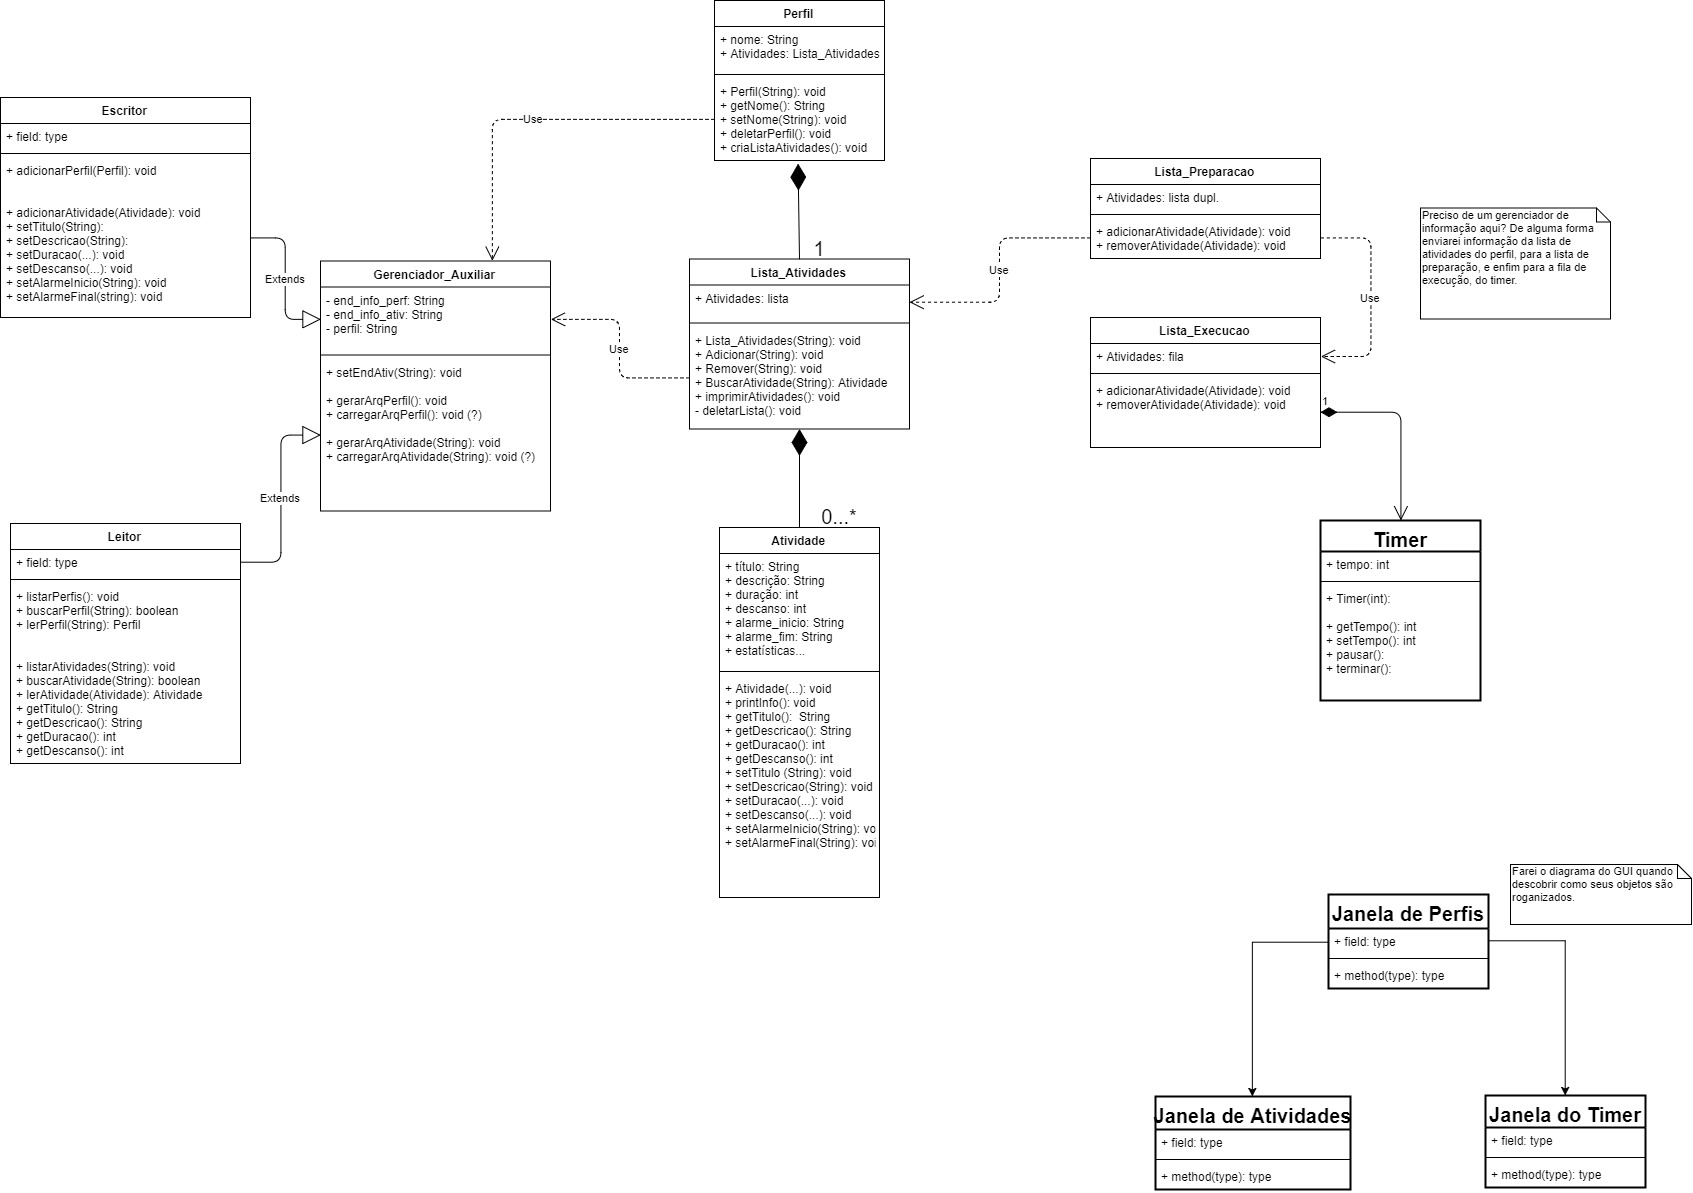 Perfil
+ nome: String
+ Atividades: Lista_Atividades
+ Perfil(String): void
+ getNome(): String
+ setNome(String): void
+ deletarPerfil(): void
+ criaListaAtividades(): void
Use
Escritor
+ field: type
+ adicionarPerfil(Perfil): void
+ adicionarAtividade(Atividade): void
+ setTitulo(String):
+ setDescricao(String):
+ setDuracao(...): void
+ setDescanso(...): void
+ setAlarmeInicio(String): void
+ setAlarmeFinal(string): void
Extends
Gerenciador_Auxiliar
- end_info_perf: String
- end_info_ativ: String
- perfil: String
+ setEndAtiv(String): void
+ gerarArqPerfil(): void
+ carregarArqPerfil(): void (?)
+ gerarArqAtividade(String): void
+ carregarArqAtividade(String): void (?)
Use
Extends
Leitor
+ field: type
+ listarPerfis(): void
+ buscarPerfil(String): boolean
+ lerPerfil(String): Perfil
+ listarAtividades(String): void
+ buscarAtividade(String): boolean
+ lerAtividade(Atividade): Atividade
+ getTitulo(): String
+ getDescricao(): String
+ getDuracao(): int
+ getDescanso(): int
1
Lista_Atividades
+ Atividades: lista
+ Lista_Atividades(String): void
+ Adicionar(String): void
+ Remover(String): void
+ BuscarAtividade(String): Atividade
+ imprimirAtividades(): void
- deletarLista(): void
0...*
Atividade
+ título: String
+ descrição: String
+ duração: int
+ descanso: int
+ alarme_inicio: String
+ alarme_fim: String
+ estatísticas...
+ Atividade(...): void
+ printInfo(): void
+ getTitulo():  String
+ getDescricao(): String
+ getDuracao(): int
+ getDescanso(): int
+ setTitulo (String): void
+ setDescricao(String): void
+ setDuracao(...): void
+ setDescanso(...): void
+ setAlarmeInicio(String): vo
+ setAlarmeFinal(String): voi
Use
Lista_Preparacao
+ Atividades: lista dupl.
+ adicionarAtividade(Atividade): void
+ removerAtividade(Atividade): void
Use
Preciso de um gerenciador de
informação aqui? De alguma forma
enviarei informação da lista de
atividades do perfil, para a lista de
preparação, e enfim para a fila de
execução, do timer.
Lista_Execucao
+ Atividades: fila
+ adicionarAtividade(Atividade): void
+ removerAtividade(Atividade): void
1
Timer
+ tempo: int
+ Timer(int):
+ getTempo(): int
+ setTempo(): int
+ pausar():
+ terminar():
Farei o diagrama do GUI quando
descobrir como seus objetos são
roganizados.
Janela de Perfis
+ field: type
+ method(type): type
Janela de Atividades
+ field: type
+ method(type): type
Janela do Timer
+ field: type
+ method(type): type